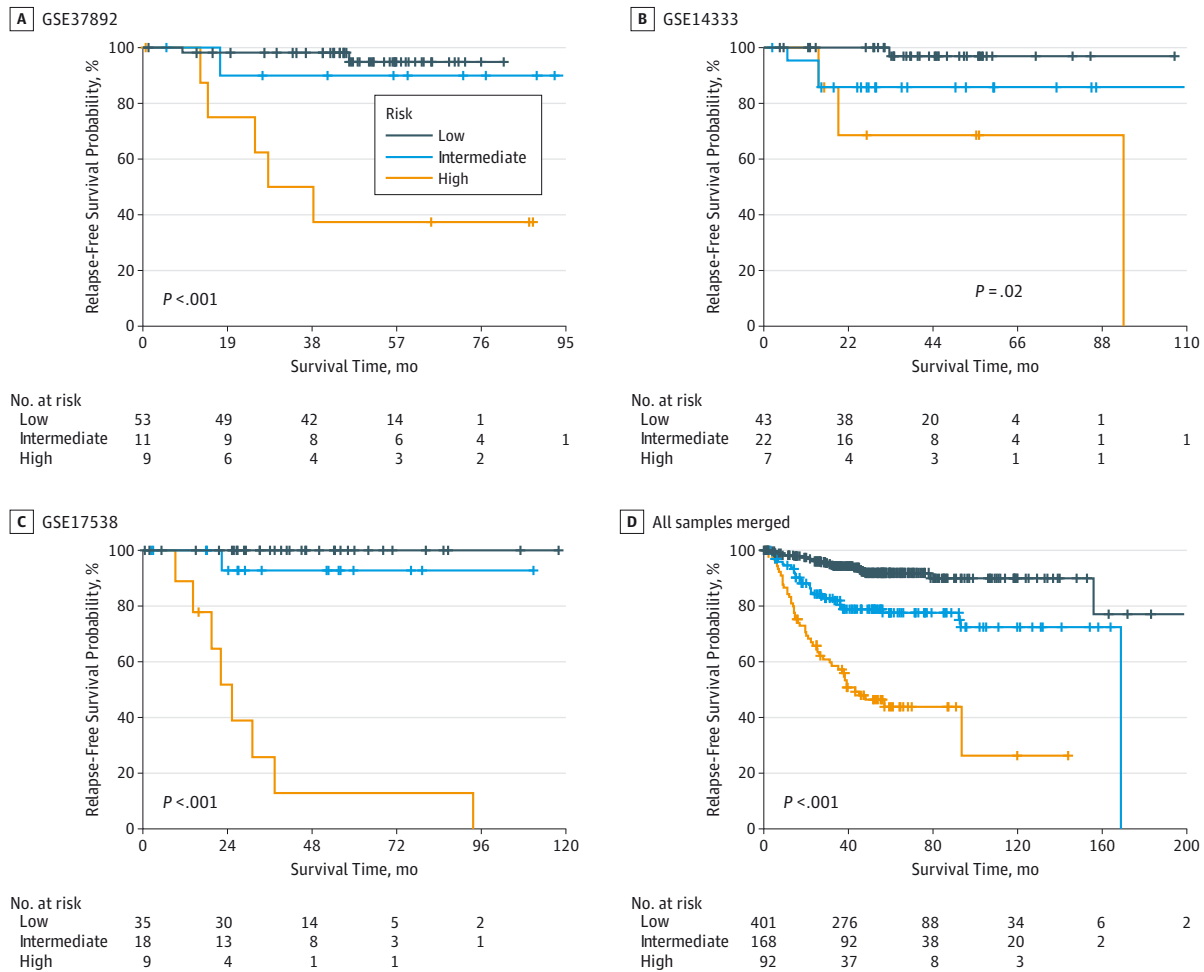 A GSE37892
Relapse-Free Survival Probability, %
100
80
60
40
20
0
Risk
Low
Intermediate
High
P <.001
0 19 38 57 76 95
Survival Time, mo
No. at risk
Low 53 49 42 14 1
Intermediate 11 9 8 6 4 1
High 9 6 4 3 2
B GSE14333
Relapse-Free Survival Probability, %
100
80
60
40
20
0
P = .02
0 22 44 66 88 110
Survival Time, mo
No. at risk
Low 43 38 20 4 1
Intermediate 22 16 8 4 1 1
High 7 4 3 1 1
C GSE17538
Relapse-Free Survival Probability, %
100
80
60
40
20
0
P <.001
0 24 48 72 96 120
Survival Time, mo
No. at risk
Low 35 30 14 5 2
Intermediate 18 13 8 3 1
High 9 4 1 1
D All samples merged
Relapse-Free Survival Probability, %
100
80
60
40
20
0
P <.001
0 40 80 120 160 200
Survival Time, mo
No. at risk
Low 401 276 88 34 6 2
Intermediate 168 92 38 20 2
High 92 37 8 3